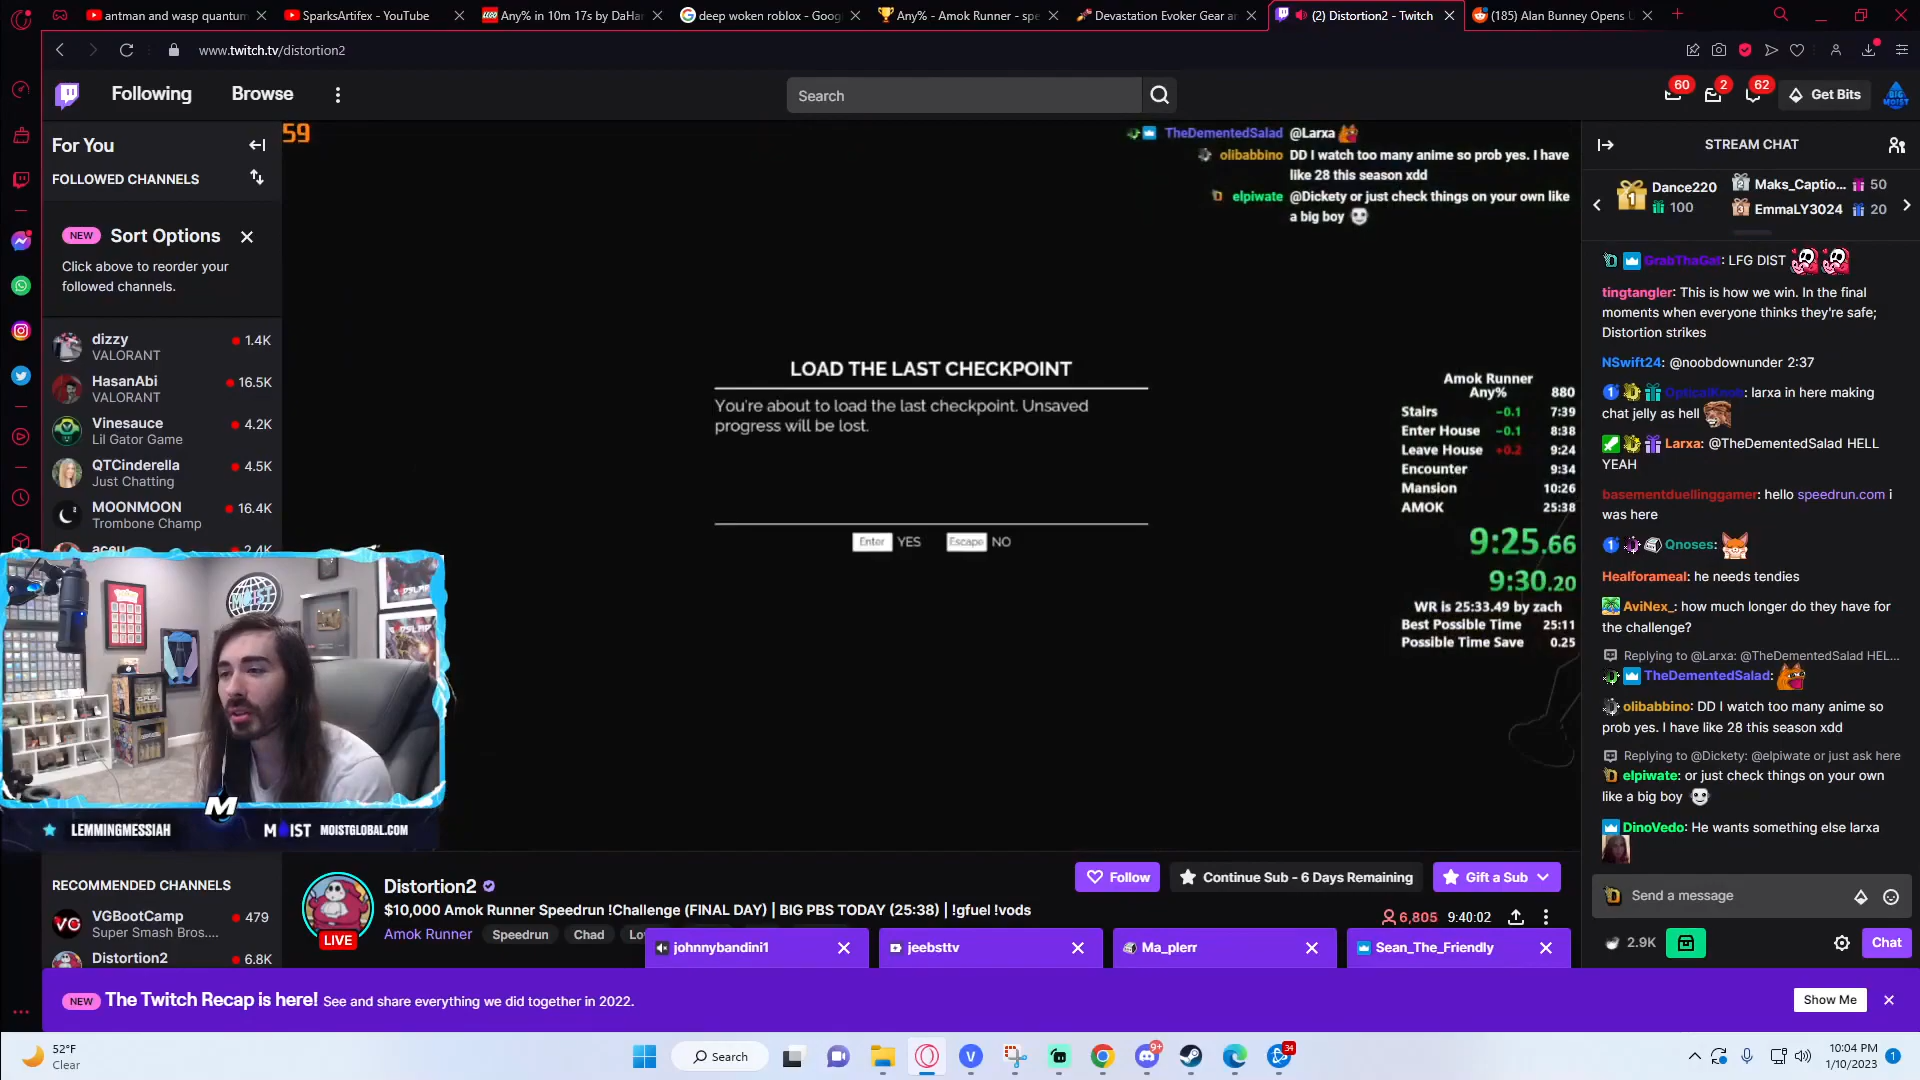 antman and wasp quantum
SparksArtifex - YouTube
Any% in 10m 17s by DaHar
deep woken roblox - Goog
Any% - Amok Runner - spe
Devastation Evoker Gear an
(2) Distortion2 - Twitch
(185) Alan Bunney Opens U
www.twitch.tv/distortion2
Following
Browse
Search
60
2
62
Get Bits
For You
FOLLOWED CHANNELS
NEW Sort Options
Click above to reorder your
followed channels.
dizzy 1.4K
VALORANT
HasanAbi 16.5K
VALORANT
Vinesauce 4.2K
Lil Gator Game
QTCinderella 4.5K
Just Chatting
MOONMOON 16.4K
Trombone Champ
aceu 2.4K
59
TheDementedSalad @Larxa
olibabbino DD I watch too many anime so prob yes. I have
like 28 this season xdd
elpiwate @Dickety or just check things on your own like
a big boy
LOAD THE LAST CHECKPOINT
You're about to load the last checkpoint. Unsaved
progress will be lost.
Enter YES Escape NO
Amok Runner
Any% 880
Stairs -0.1 7:39
Enter House -0.1 8:38
Leave House +0.2 9:24
Encounter 9:34
Mansion 10:26
AMOK 25:38
9:25.66
9:30.20
WR is 25:33.49 by zach
Best Possible Time 25:11
Possible Time Save 0.25
MOIST
M
LEMMINGMESSIAH MOIST MOISTGLOBAL.COM
RECOMMENDED CHANNELS
VGBootCamp 479
Super Smash Bros....
Distortion2 6.8K
LIVE
Distortion2
$10,000 Amok Runner Speedrun !Challenge (FINAL DAY) | BIG PBS TODAY (25:38) | !gfuel !vods
Amok Runner Speedrun Chad
Follow
Continue Sub - 6 Days Remaining
Gift a Sub
6,805 9:40:02
johnnybandini1
jeebsttv
Ma_plerr
Sean_The_Friendly
NEW The Twitch Recap is here! See and share everything we did together in 2022.
Show Me
STREAM CHAT
1 Dance220
100
2 Maks_Captio... 50
3 EmmaLY3024 20
GrabThaGat: LFG DIST
tingtangler: This is how we win. In the final
moments when everyone thinks they're safe;
Distortion strikes
NSwift24: @noobdownunder 2:37
OpticalKnob: larxa in here making
chat jelly as hell
Larxa: @TheDementedSalad HELL
YEAH
basementduellinggamer: hello speedrun.com i
was here
Qnoses:
Healforameal: he needs tendies
AviNex_: how much longer do they have for
the challenge?
Replying to @Larxa: @TheDementedSalad HEL...
TheDementedSalad:
olibabbino: DD I watch too many anime so
prob yes. I have like 28 this season xdd
Replying to @Dickety: @elpiwate or just ask here
elpiwate: or just check things on your own
like a big boy
DinoVedo: He wants something else larxa
Send a message
2.9K
Chat
52°F
Clear
Search
9+
34
10:04 PM
1/10/2023
1